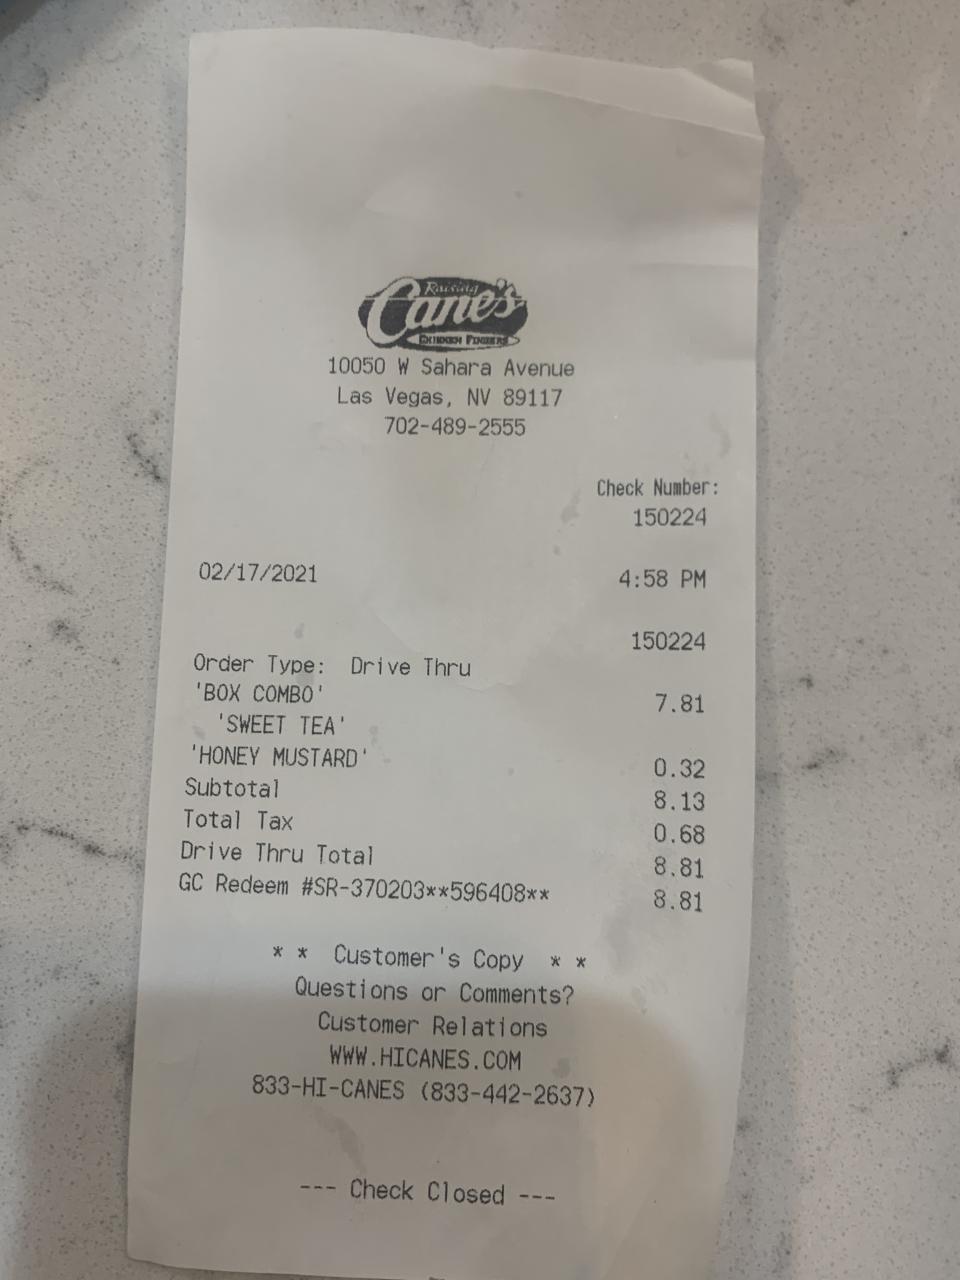 Raising
Cane's
CHICKEN FINGERS
10050 W Sahara Avenue
Las Vegas, NV 89117
702-489-2555
Check Number:
150224
02/17/2021 4:58 PM
150224
Order Type: Drive Thru
'BOX COMBO' 7.81
'SWEET TEA'
'HONEY MUSTARD' 0.32
Subtotal 8.13
Total Tax 0.68
Drive Thru Total 8.81
GC Redeem #SR-370203**596408** 8.81
* * Customer's Copy * *
Questions or Comments?
Customer Relations
WWW.HICANES.COM
833-HI-CANES (833-442-2637)
--- Check Closed ---